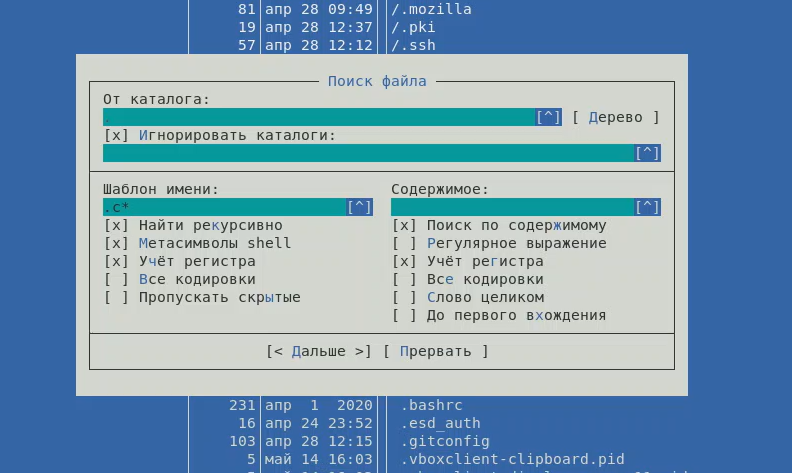 81 апр 28 09:49 /.mozilla
19 апр 28 12:37 /.pki
57 апр 28 12:12 /.ssh
Поиск файла
От каталога:
. [^] [ Дерево ]
[x] Игнорировать каталоги:
[^]
Шаблон имени:
.c* [^]
[x] Найти рекурсивно
[x] Метасимволы shell
[x] Учёт регистра
[ ] Все кодировки
[ ] Пропускать скрытые
Содержимое:
[^]
[x] Поиск по содержимому
[ ] Регулярное выражение
[x] Учёт регистра
[ ] Все кодировки
[ ] Слово целиком
[ ] До первого вхождения
[< Дальше >] [ Прервать ]
231 апр 1 2020 .bashrc
16 апр 24 23:52 .esd_auth
103 апр 28 12:15 .gitconfig
5 май 14 16:03 .vboxclient-clipboard.pid